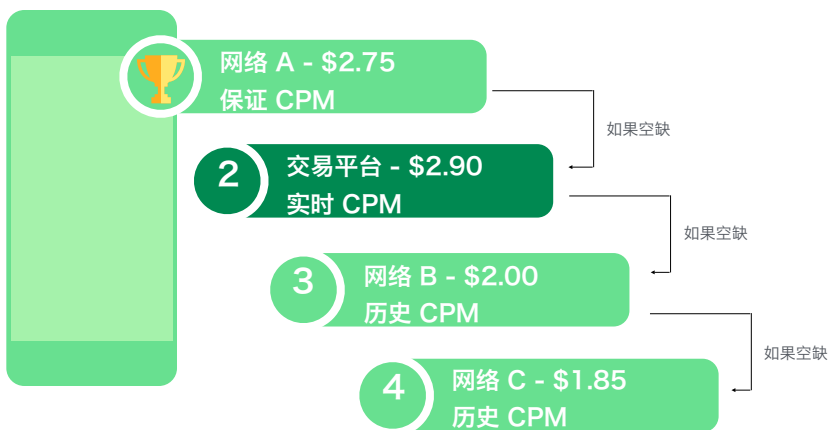 网络 A - $2.75
保证 CPM
如果空缺
2
交易平台 - $2.90
实时 CPM
如果空缺
3
网络 B - $2.00
历史 CPM
如果空缺
4
网络 C - $1.85
历史 CPM